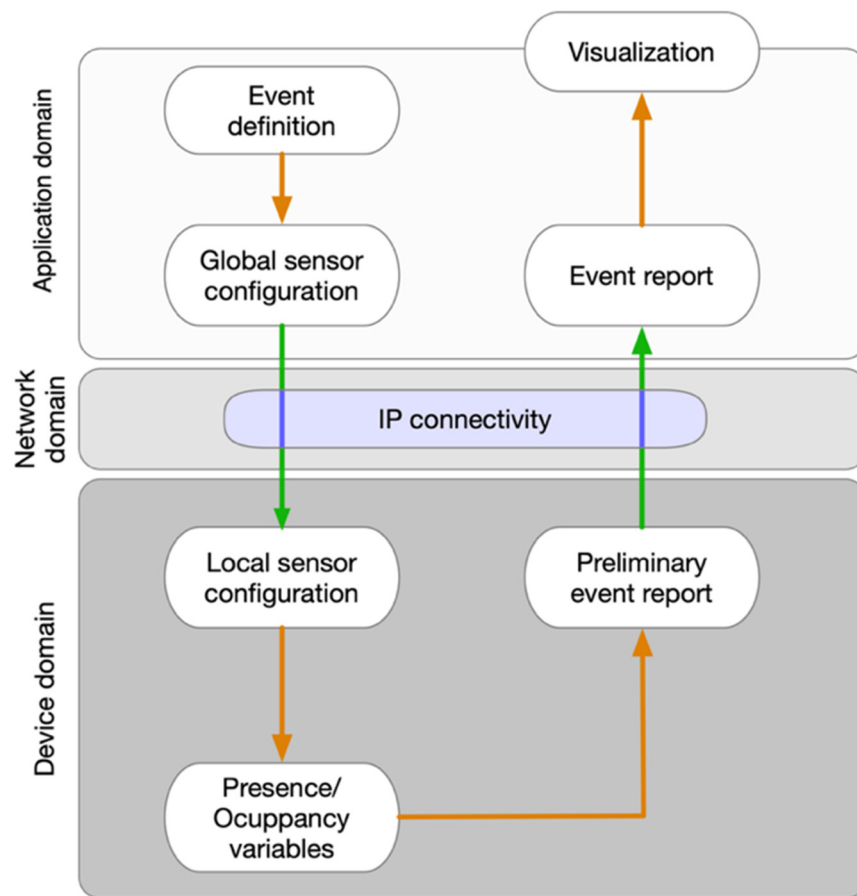 Visualization
Event
definition
Application domain
Global sensor
configuration
Event report
Network
domain
IP connectivity
Local sensor
configuration
Preliminary
event report
Device domain
Presence/
Ocuppancy
variables